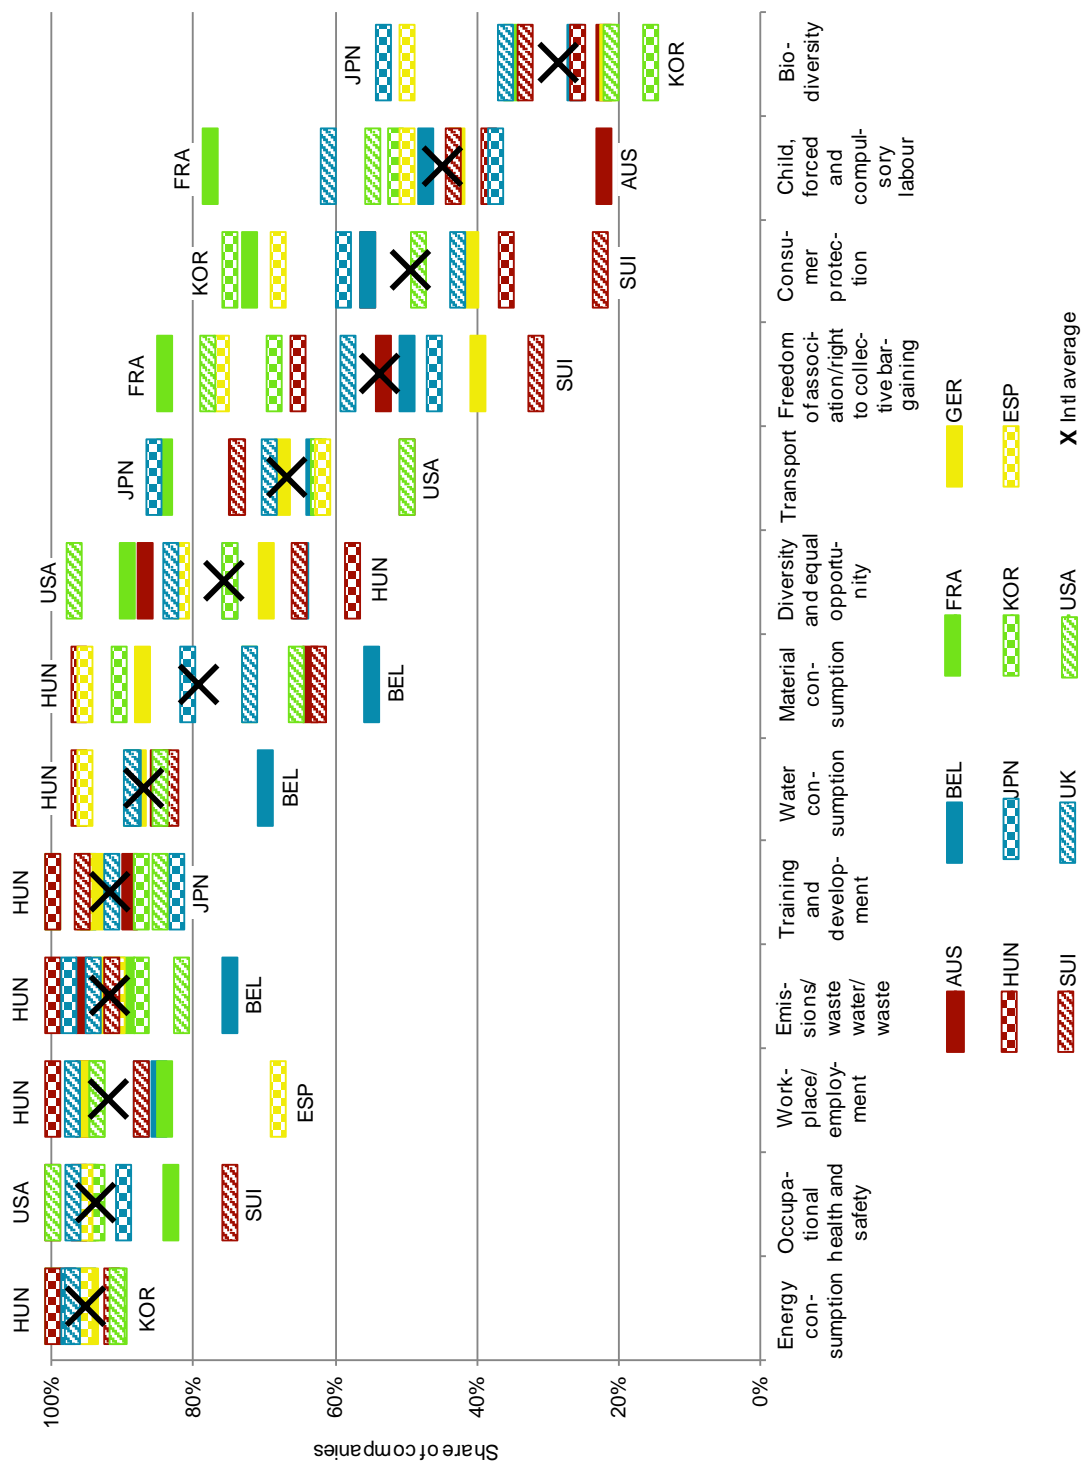 Share of companies
100%
80%
60%
40%
20%
0%
HUN
KOR
USA
SUI
HUN
ESP
HUN
BEL
HUN
JPN
HUN
BEL
HUN
BEL
USA
HUN
JPN
USA
FRA
SUI
KOR
SUI
FRA
AUS
JPN
KOR
Energy
con-
sumption
Occupa-
tional
health and
safety
Work-
place/
employ-
ment
Emis-
sions/
waste
water/
waste
Training
and
develop-
ment
Water
con-
sumption
Material
con-
sumption
Diversity
and equal
opportu-
nity
Transport
Freedom
of associ-
ation/right
to collec-
tive bar-
gaining
Consu-
mer
protec-
tion
Child,
forced
and
compul-
sory
labour
Bio-
diversity
AUS
BEL
FRA
GER
HUN
JPN
KOR
ESP
SUI
UK
USA
X Intl average